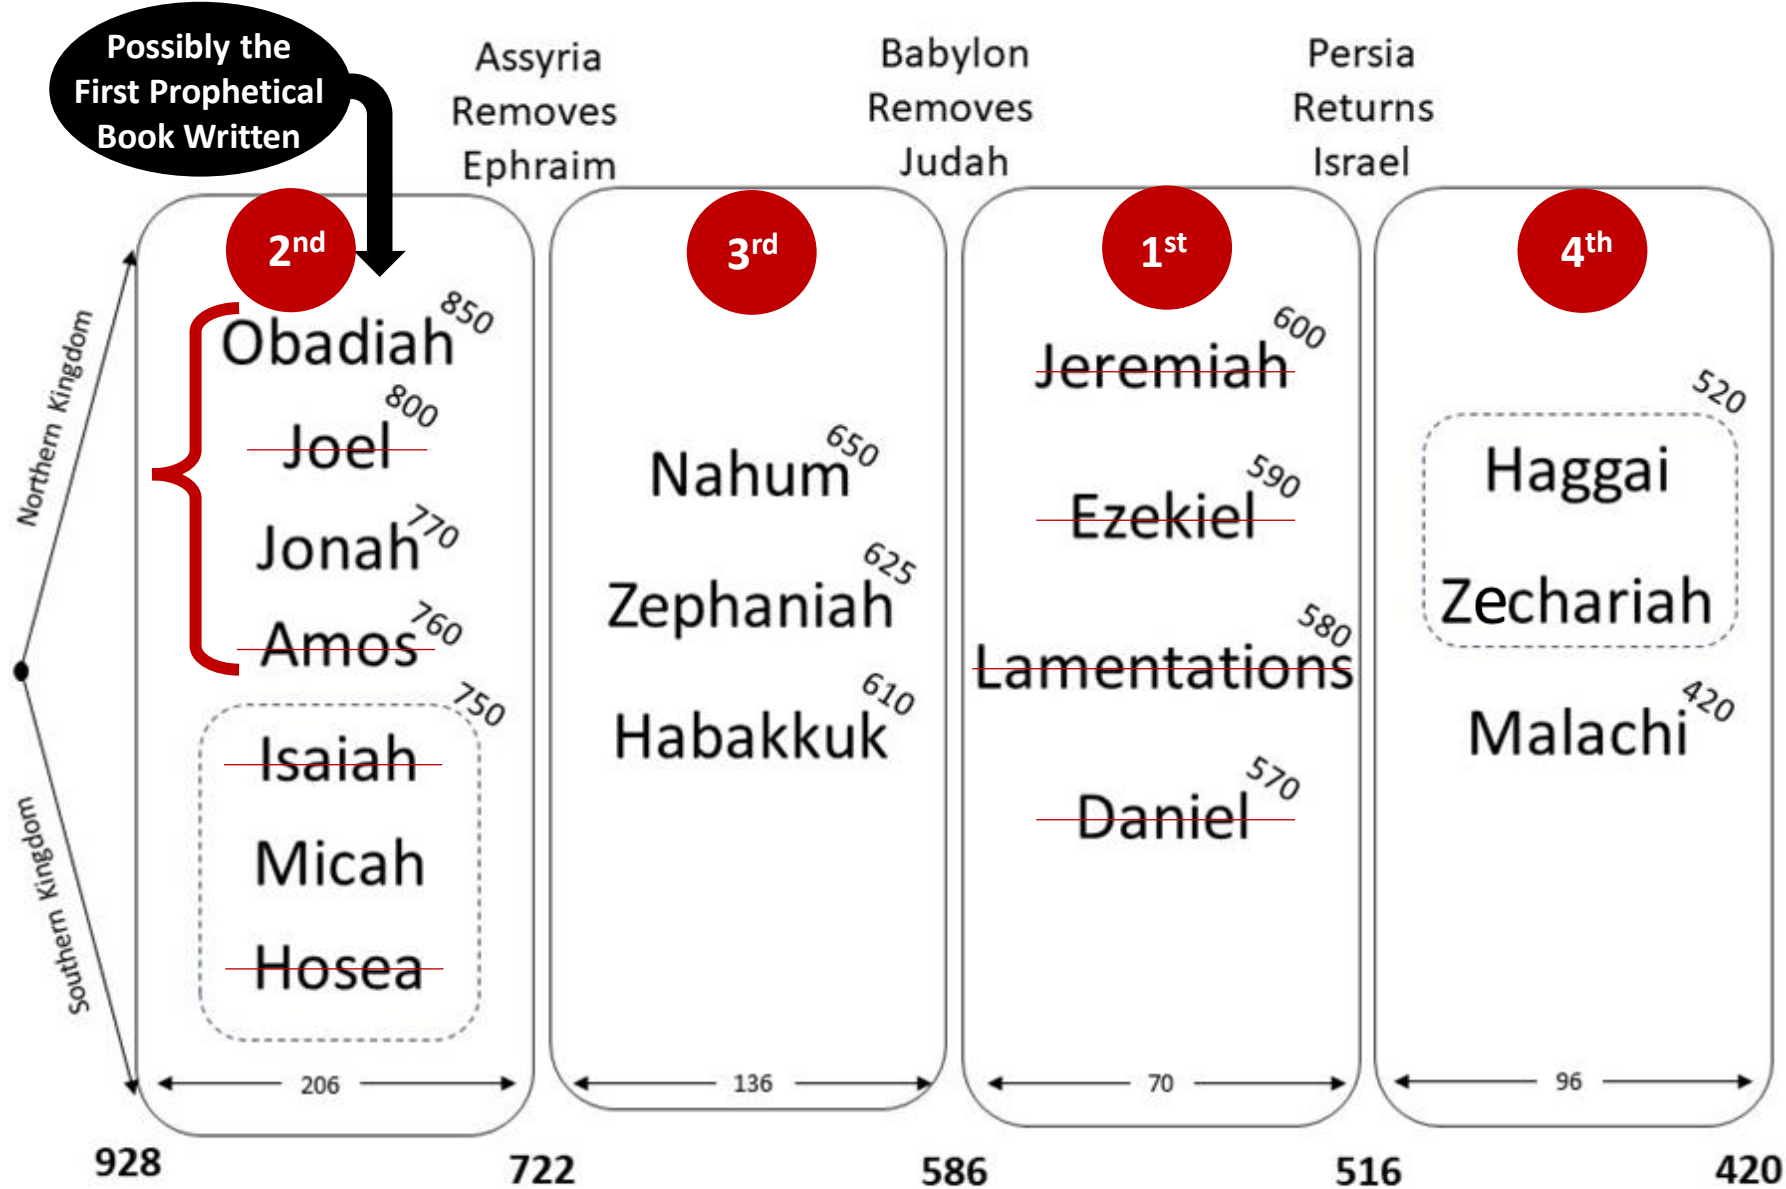 Possibly the
First Prophetical
Book Written
Assyria
Removes
Ephraim
Babylon
Removes
Judah
Persia
Returns
Israel
Northern Kingdom
Southern Kingdom
2nd
Obadiah 850
Joel 800
Jonah 770
Amos 760
750
Isaiah
Micah
Hosea
206
3rd
Nahum 650
Zephaniah 625
Habakkuk 610
136
1st
Jeremiah 600
Ezekiel 590
Lamentations 580
Daniel 570
70
4th
520
Haggai
Zechariah
Malachi 420
96
928
722
586
516
420